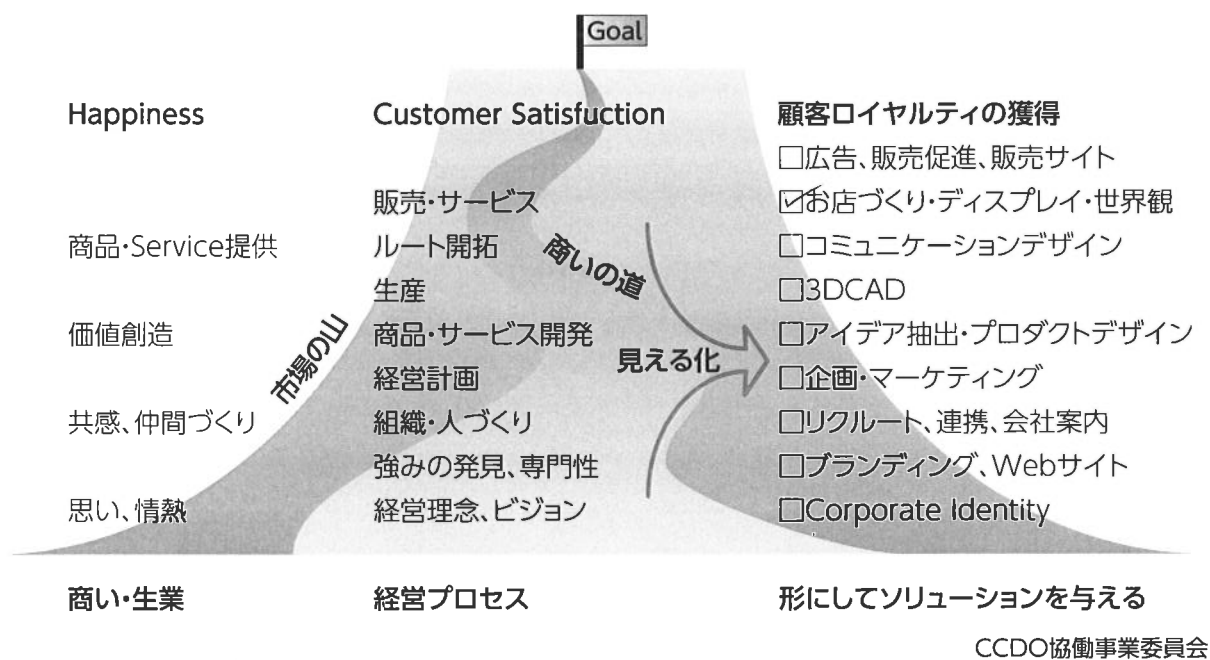 Goal
Happiness
Customer Satisfuction
顧客ロイヤルティの獲得
□広告、販売促進、販売サイト
販売・サービス
☑お店づくり・ディスプレイ・世界観
商品・Service提供
ルート開拓
商いの道
□コミュニケーションデザイン
生産
□3DCAD
市場の山
価値創造
商品・サービス開発
見える化
□アイデア抽出・プロダクトデザイン
経営計画
□企画・マーケティング
共感、仲間づくり
組織・人づくり
□リクルート、連携、会社案内
強みの発見、専門性
□ブランディング、Webサイト
思い、情熱
経営理念、ビジョン
□Corporate Identity
商い・生業
経営プロセス
形にしてソリューションを与える
CCDO協働事業委員会